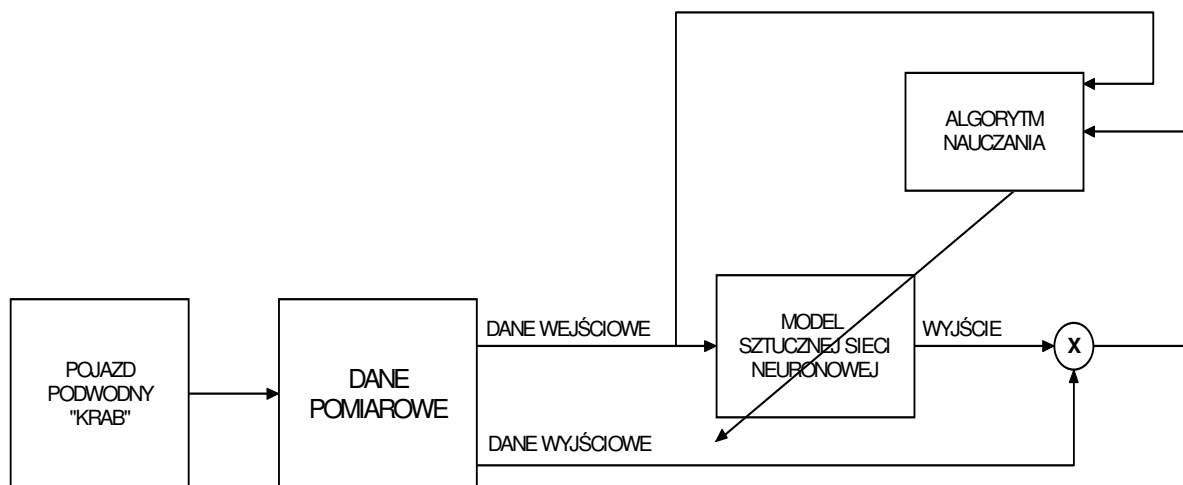 ALGORYTM
NAUCZANIA
DANE WEJŚCIOWE
MODEL
SZTUCZNEJ SIECI
NEURONOWEJ
WYJŚCIE
X
POJAZD
PODWODNY
"KRAB"
DANE
POMIAROWE
DANE WYJŚCIOWE